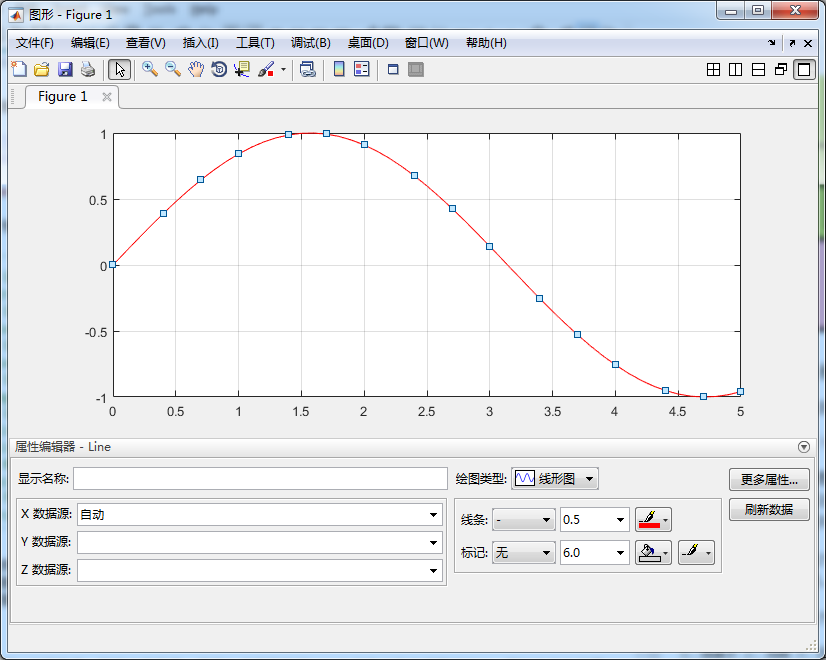 图形 - Figure 1
文件(F) 编辑(E) 查看(V) 插入(I) 工具(T) 调试(B) 桌面(D) 窗口(W) 帮助(H)
Figure 1
1
0.5
0
-0.5
-1
0 0.5 1 1.5 2 2.5 3 3.5 4 4.5 5
属性编辑器 - Line
显示名称: 绘图类型: 线形图 更多属性...
X 数据源: 自动 线条: - 0.5 刷新数据
Y 数据源: 标记: 无 6.0
Z 数据源: